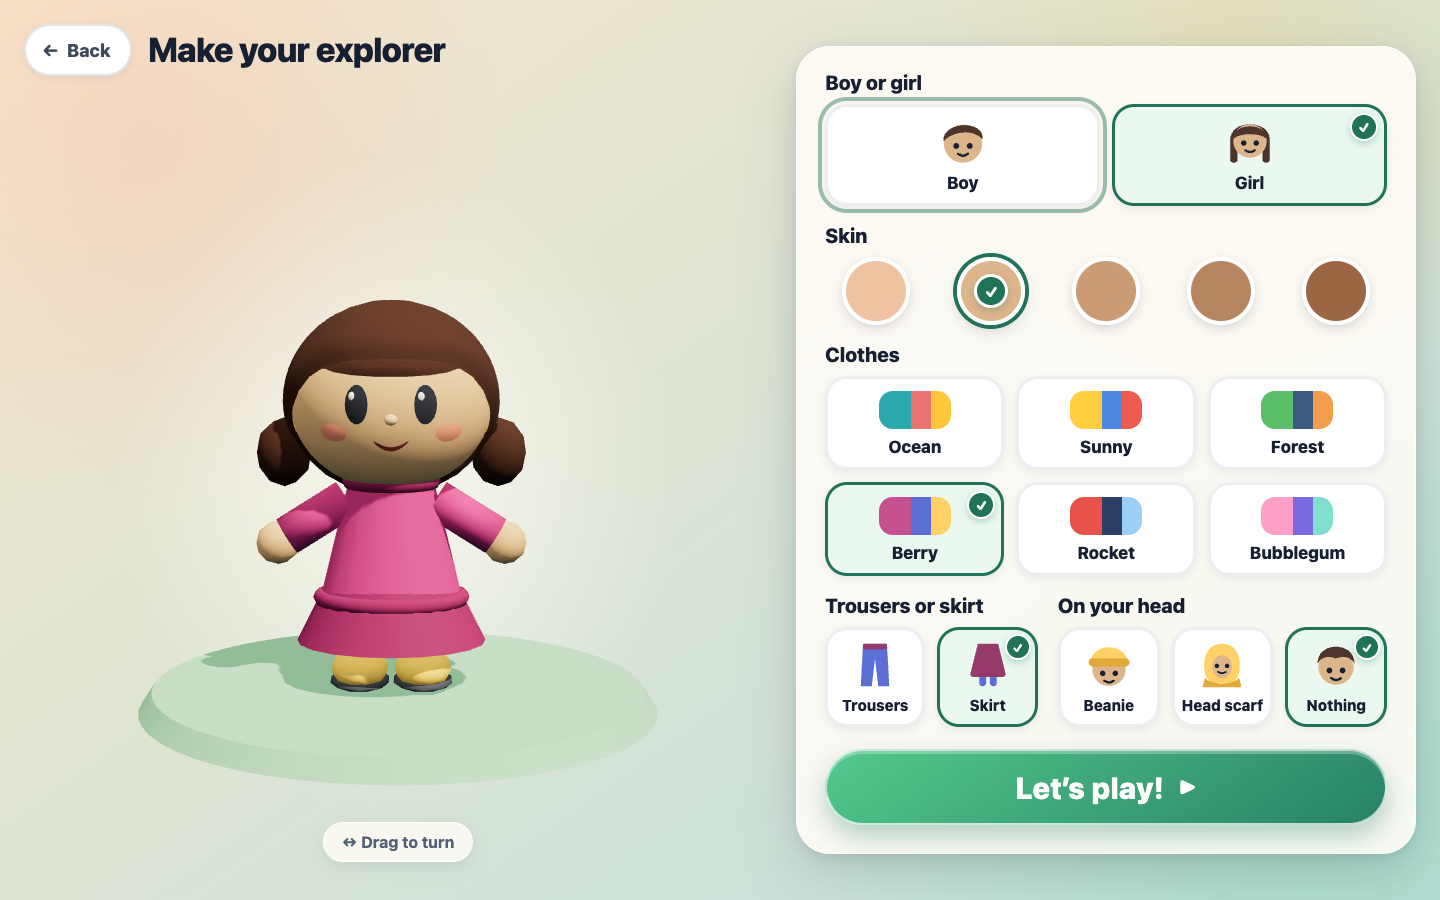 Back
Make your explorer
Boy or girl
Boy
Girl
Skin
Clothes
Ocean
Sunny
Forest
Berry
Rocket
Bubblegum
Trousers or skirt
On your head
Trousers
Skirt
Beanie
Head scarf
Nothing
Let's play!
Drag to turn